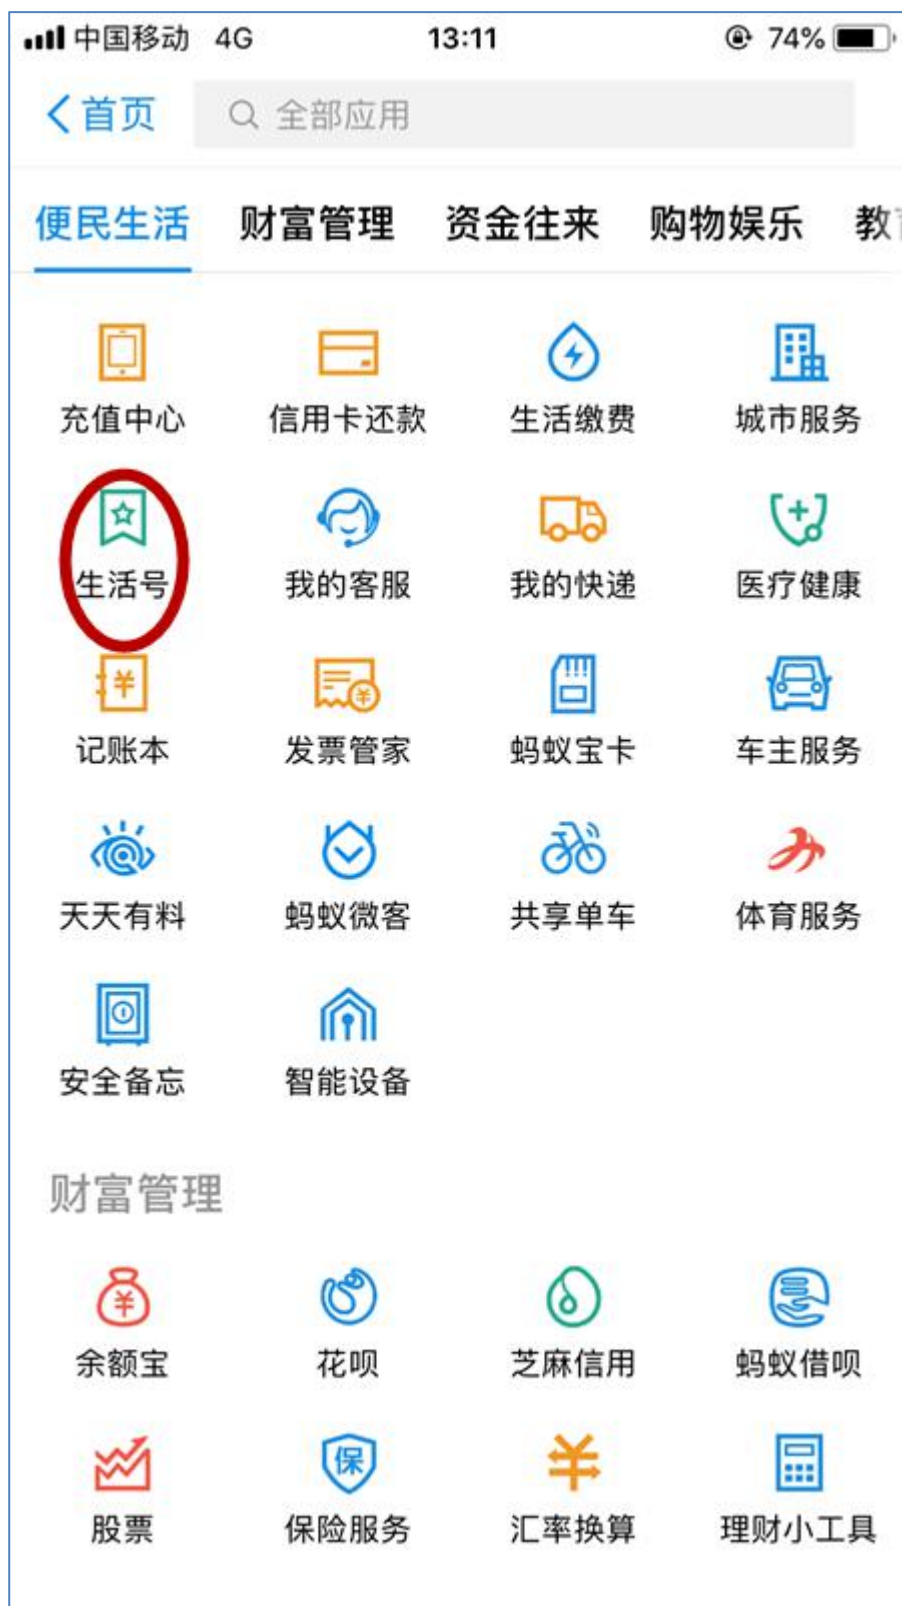 中国移动 4G 13:11 74%
首页 全部应用
便民生活 财富管理 资金往来 购物娱乐 教育
充值中心 信用卡还款 生活缴费 城市服务
生活号 我的客服 我的快递 医疗健康
记账本 发票管家 蚂蚁宝卡 车主服务
天天有料 蚂蚁微客 共享单车 体育服务
安全备忘 智能设备
财富管理
余额宝 花呗 芝麻信用 蚂蚁借呗
保
股票 保险服务 汇率换算 理财小工具